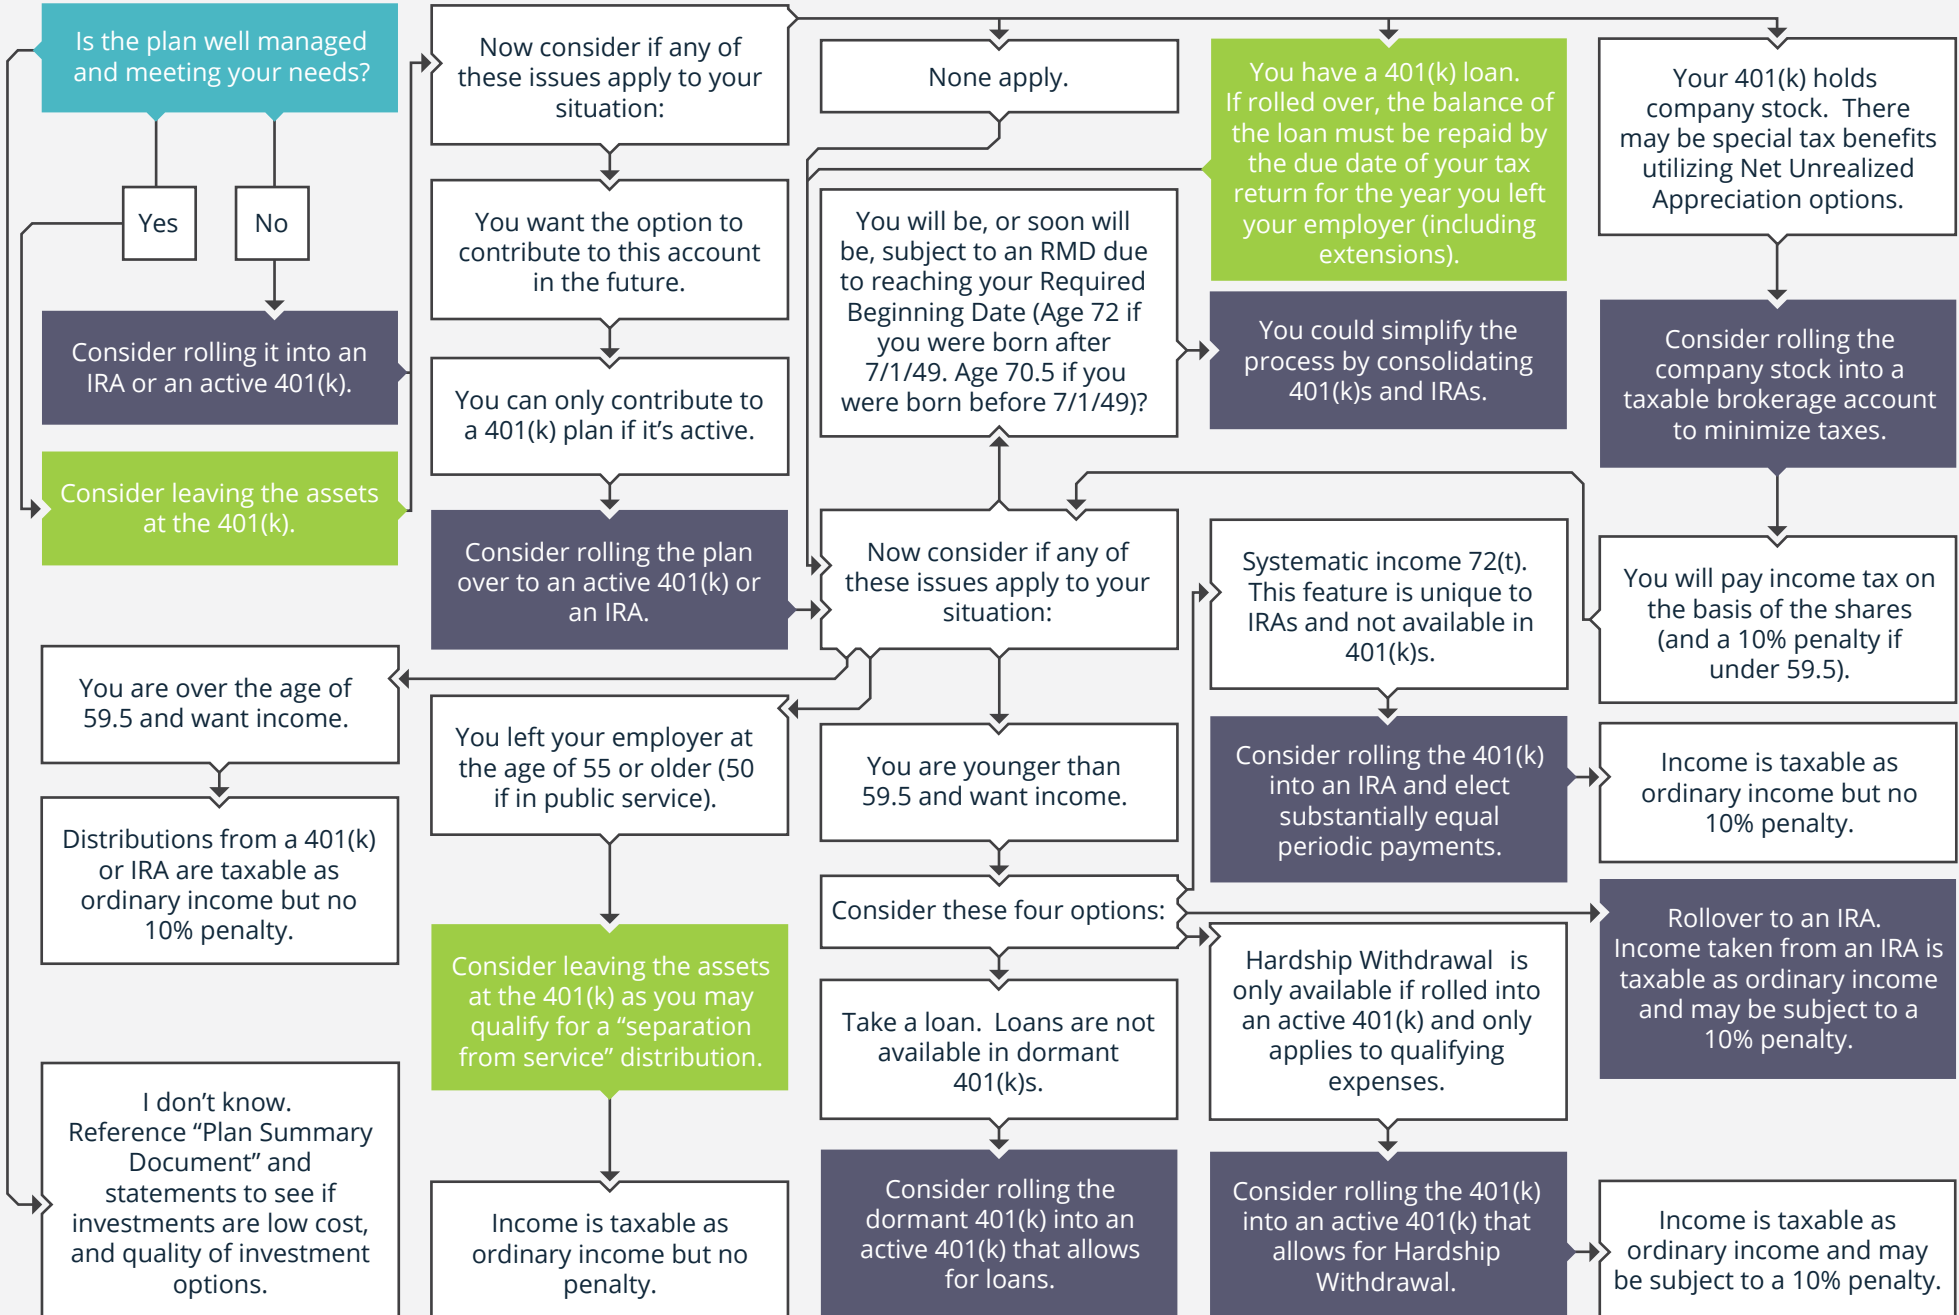 Is the plan well managed
and meeting your needs?
Yes
No
Consider rolling it into an
IRA or an active 401(k).
Consider leaving the assets
at the 401(k).
I don’t know.
Reference “Plan Summary
Document” and
statements to see if
investments are low cost,
and quality of investment
options.
Now consider if any of
these issues apply to your
situation:
You want the option to
contribute to this account
in the future.
You can only contribute to
a 401(k) plan if it’s active.
Consider rolling the plan
over to an active 401(k) or
an IRA.
None apply.
You have a 401(k) loan.
If rolled over, the balance of
the loan must be repaid by
the due date of your tax
return for the year you left
your employer (including
extensions).
Your 401(k) holds
company stock.  There
may be special tax benefits
utilizing Net Unrealized
Appreciation options.
Consider rolling the
company stock into a
taxable brokerage account
to minimize taxes.
You will pay income tax on
the basis of the shares
(and a 10% penalty if
under 59.5).
Now consider if any of
these issues apply to your
situation:
You will be, or soon will
be, subject to an RMD due
to reaching your Required
Beginning Date (Age 72 if
you were born after
7/1/49. Age 70.5 if you
were born before 7/1/49)?
You could simplify the
process by consolidating
401(k)s and IRAs.
You are over the age of
59.5 and want income.
Distributions from a 401(k)
or IRA are taxable as
ordinary income but no
10% penalty.
You left your employer at
the age of 55 or older (50
if in public service).
Consider leaving the assets
at the 401(k) as you may
qualify for a “separation
from service” distribution.
Income is taxable as
ordinary income but no
penalty.
You are younger than
59.5 and want income.
Consider these four options:
Systematic income 72(t).
This feature is unique to
IRAs and not available in
401(k)s.
Consider rolling the 401(k)
into an IRA and elect
substantially equal
periodic payments.
Income is taxable as
ordinary income but no
10% penalty.
Rollover to an IRA.
Income taken from an IRA is
taxable as ordinary income
and may be subject to a
10% penalty.
Hardship Withdrawal  is
only available if rolled into
an active 401(k) and only
applies to qualifying
expenses.
Consider rolling the 401(k)
into an active 401(k) that
allows for Hardship
Withdrawal.
Income is taxable as
ordinary income and may
be subject to a 10% penalty.
Take a loan.  Loans are not
available in dormant
401(k)s.
Consider rolling the
dormant 401(k) into an
active 401(k) that allows
for loans.